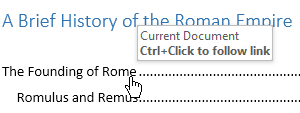 A Brief History of the Roman Empire
Current Document
Ctrl+Click to follow link
The Founding of Rome......................................
Romulus and Remus......................................